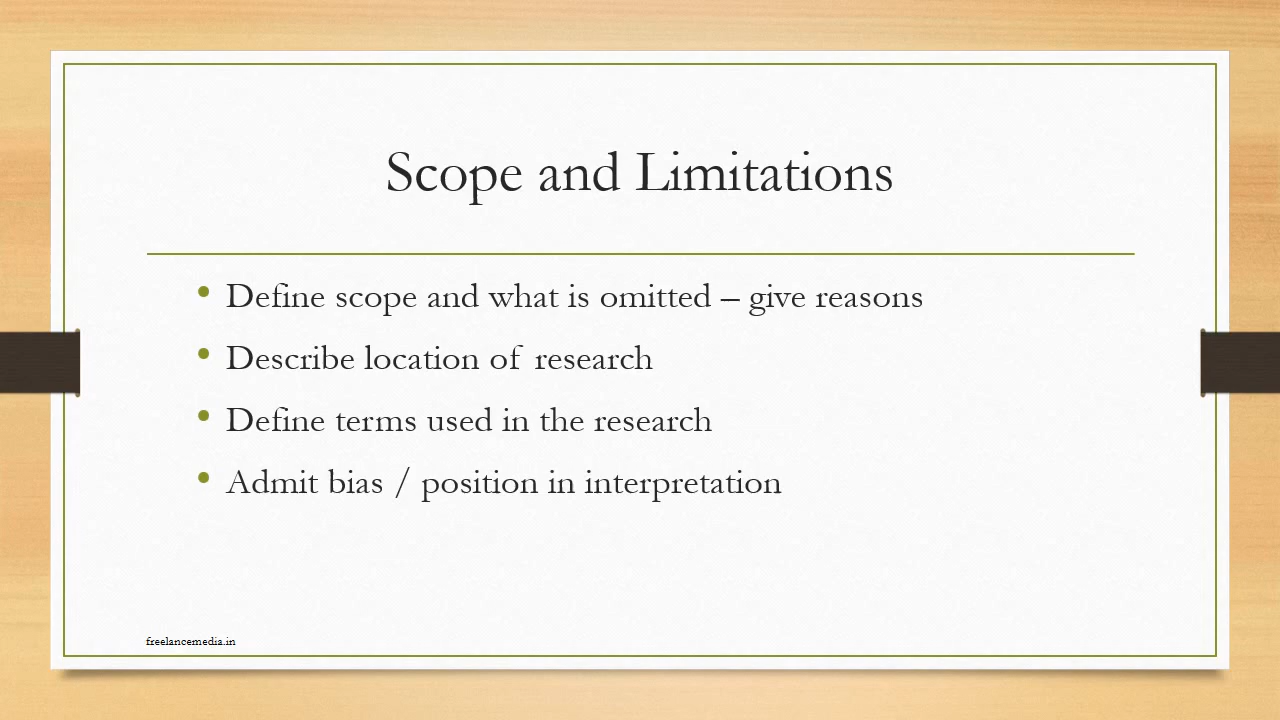 Scope and Limitations
• Define scope and what is omitted – give reasons
• Describe location of research
• Define terms used in the research
• Admit bias / position in interpretation
freelancemedia.in